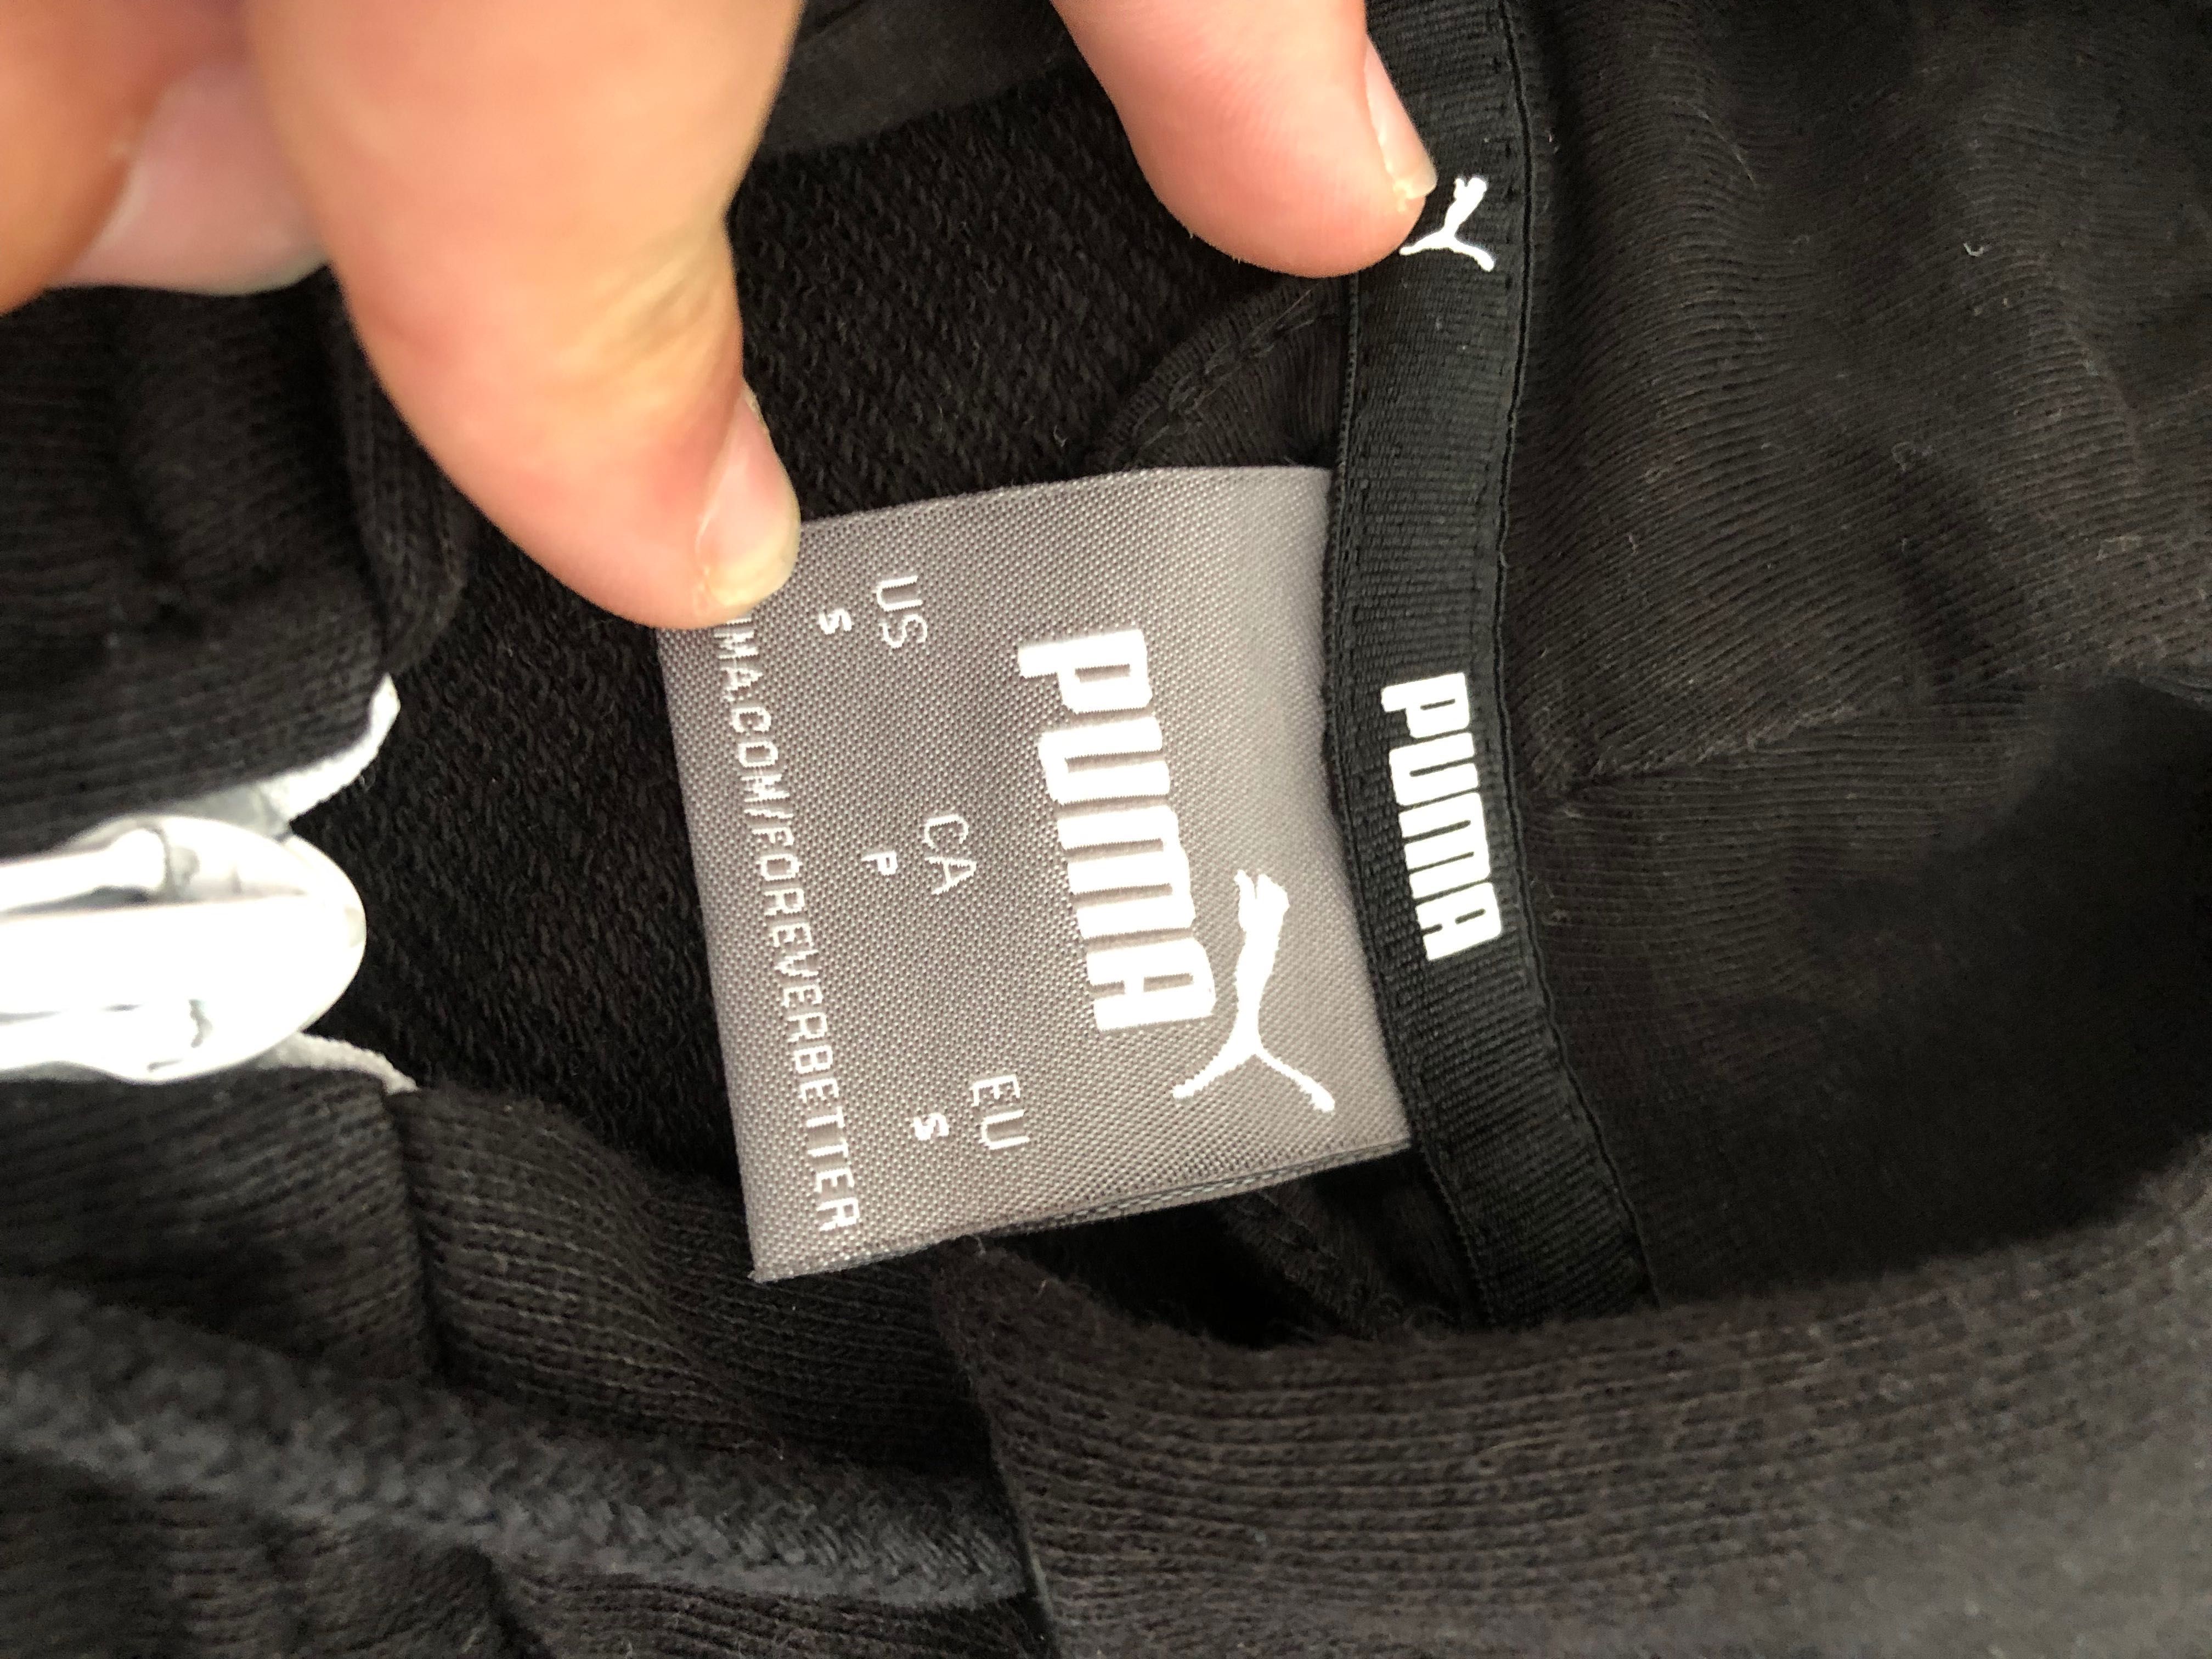 PUMA
PUMA
US CA EU
S P S
MA.COM/FOREVERBETTER